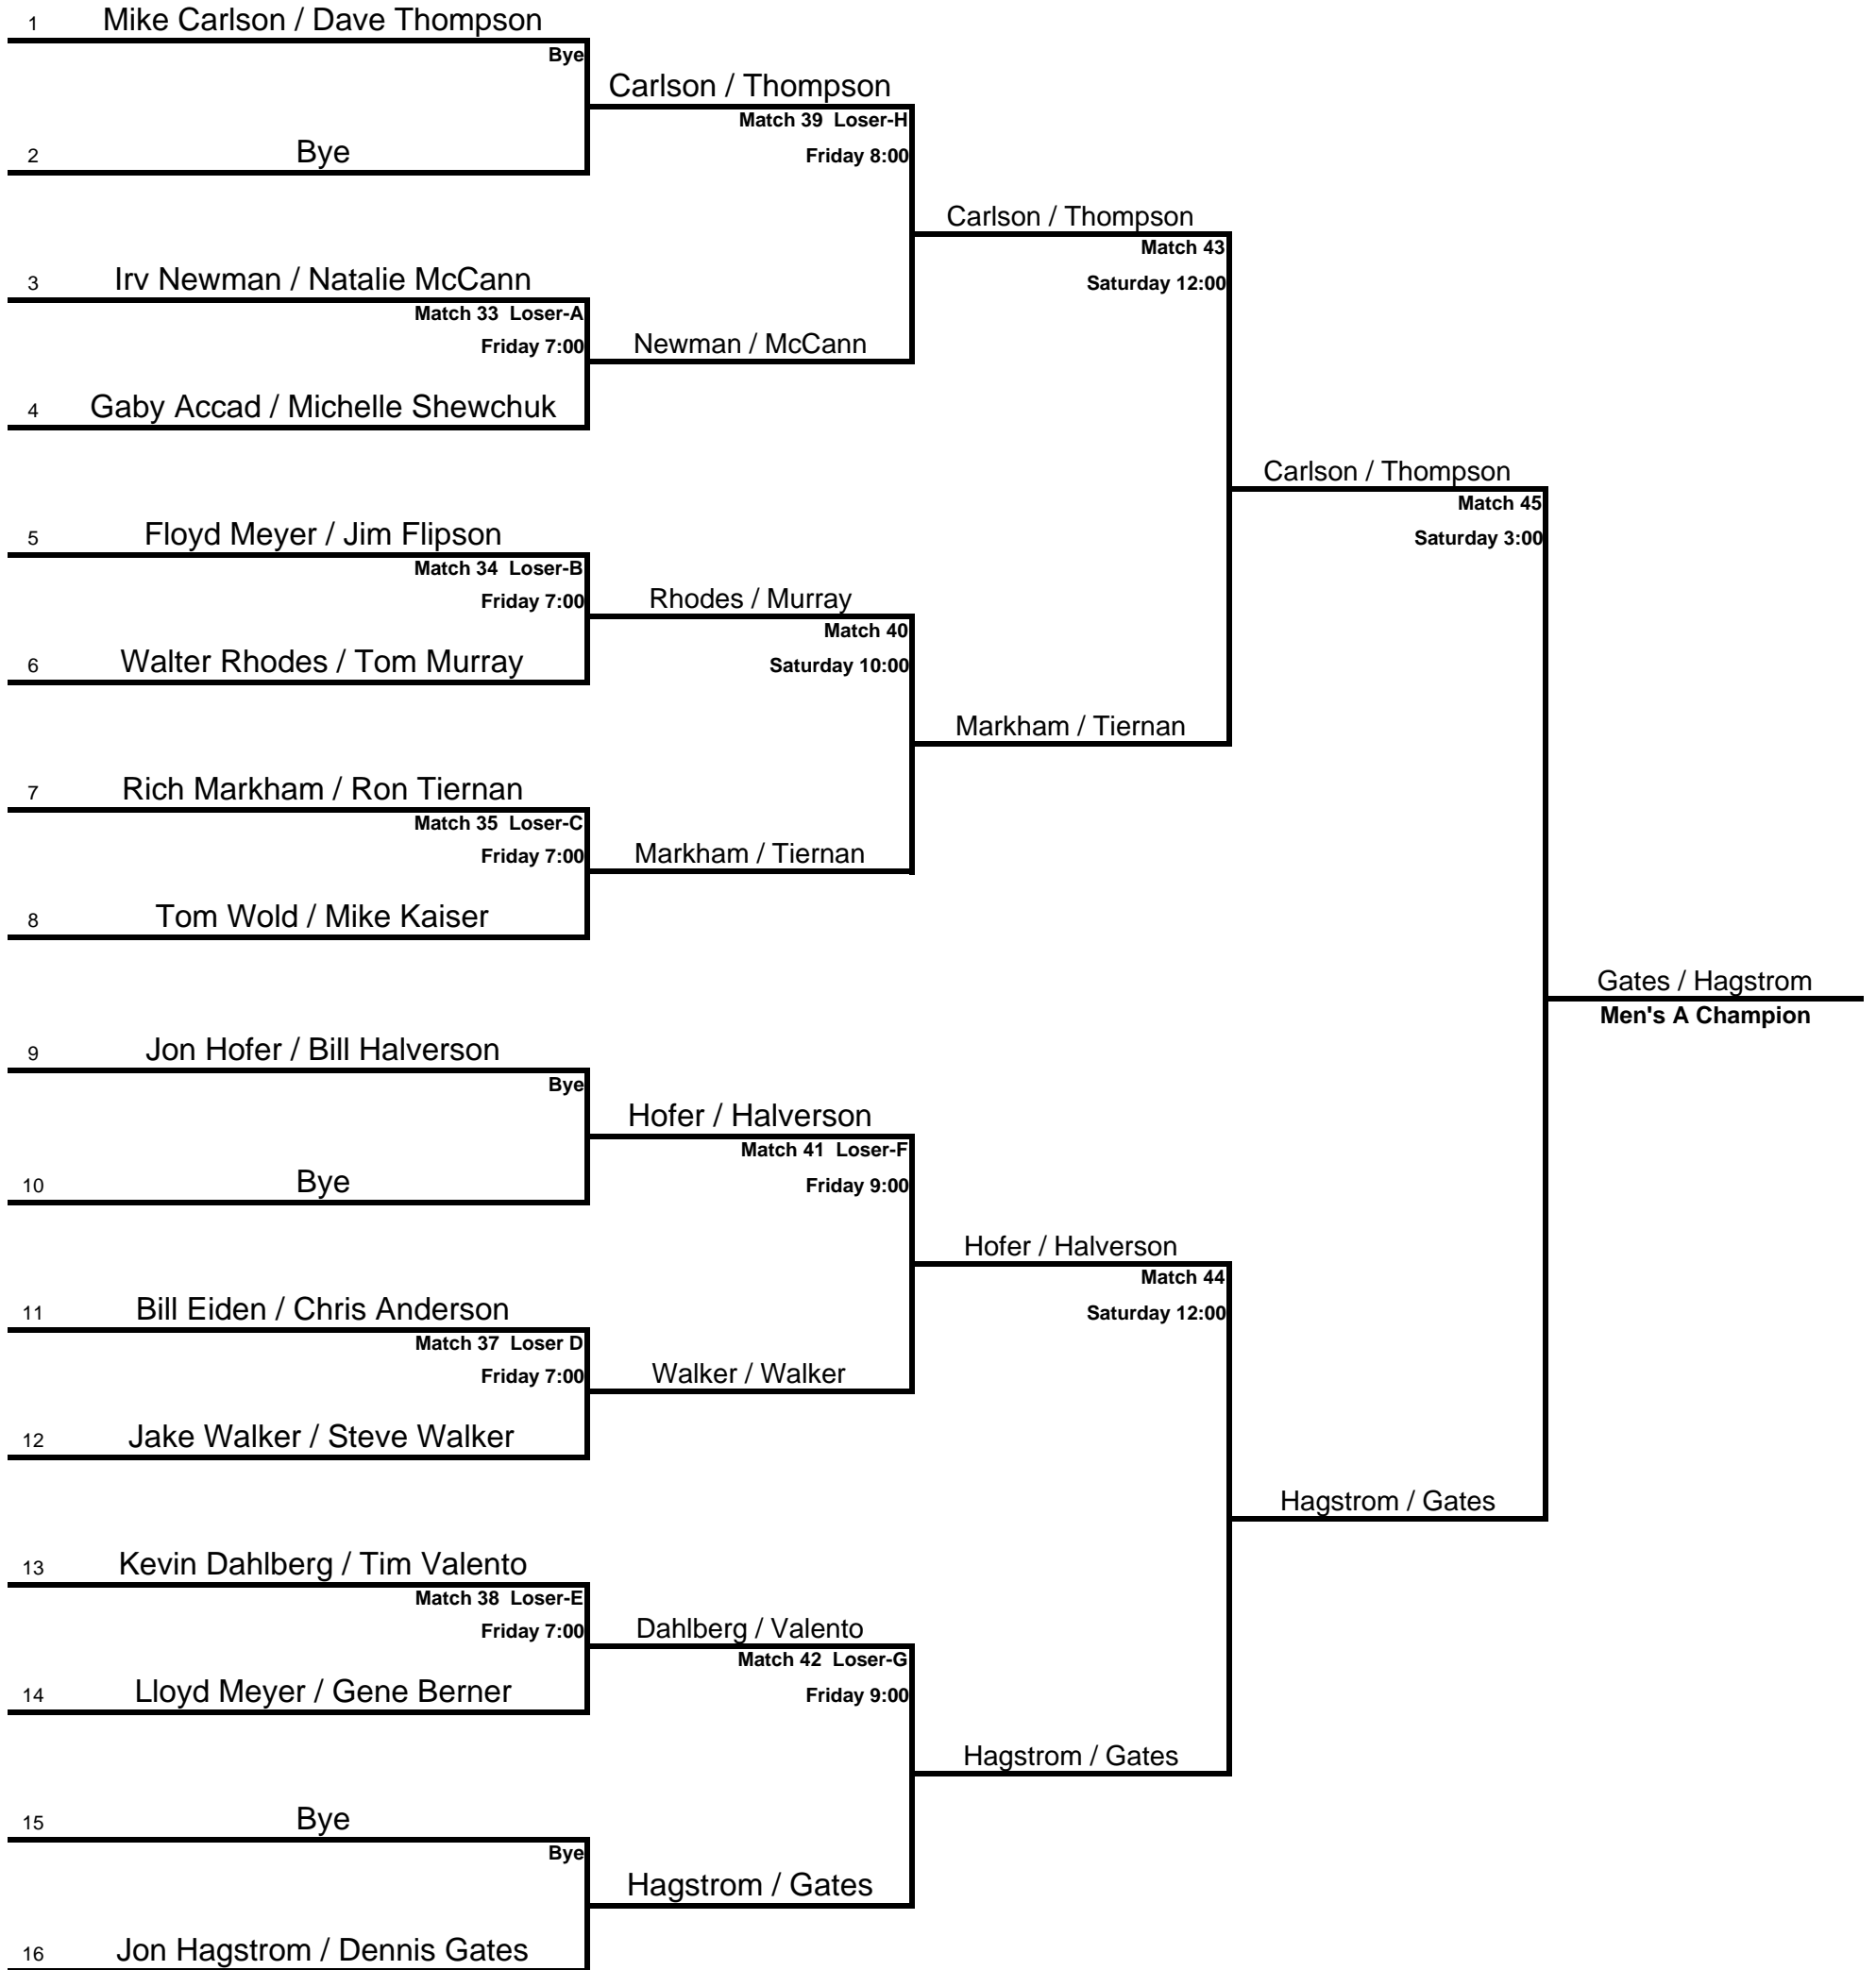 1 Mike Carlson / Dave Thompson
Bye
Carlson / Thompson
Match 39 Loser-H
2 Bye
Friday 8:00
Carlson / Thompson
Match 43
3 Irv Newman / Natalie McCann
Saturday 12:00
Match 33 Loser-A
Friday 7:00
Newman / McCann
4 Gaby Accad / Michelle Shewchuk
Carlson / Thompson
Match 45
5 Floyd Meyer / Jim Flipson
Saturday 3:00
Match 34 Loser-B
Friday 7:00
Rhodes / Murray
Match 40
6 Walter Rhodes / Tom Murray
Saturday 10:00
Markham / Tiernan
7 Rich Markham / Ron Tiernan
Match 35 Loser-C
Friday 7:00
Markham / Tiernan
8 Tom Wold / Mike Kaiser
Gates / Hagstrom
Men's A Champion
9 Jon Hofer / Bill Halverson
Bye
Hofer / Halverson
Match 41 Loser-F
10 Bye
Friday 9:00
Hofer / Halverson
Match 44
11 Bill Eiden / Chris Anderson
Saturday 12:00
Match 37 Loser D
Friday 7:00
Walker / Walker
12 Jake Walker / Steve Walker
Hagstrom / Gates
13 Kevin Dahlberg / Tim Valento
Match 38 Loser-E
Friday 7:00
Dahlberg / Valento
Match 42 Loser-G
14 Lloyd Meyer / Gene Berner
Friday 9:00
Hagstrom / Gates
15 Bye
Bye
Hagstrom / Gates
16 Jon Hagstrom / Dennis Gates